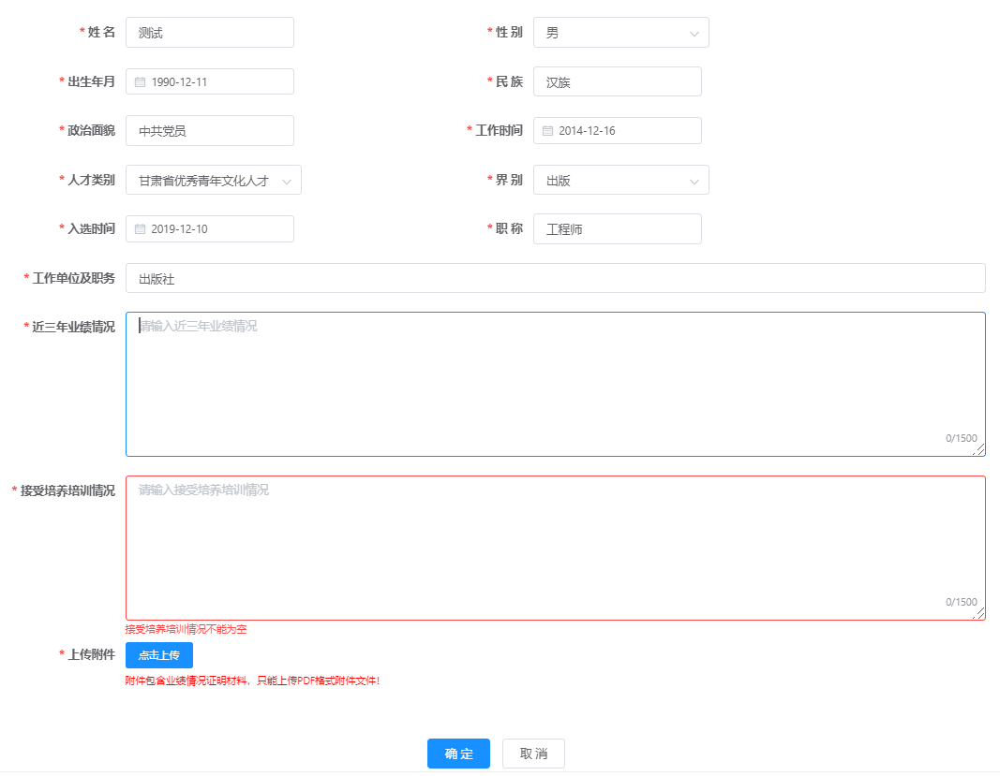 * 姓 名 测试 * 性 别 男
* 出生年月 1990-12-11 * 民 族 汉族
* 政治面貌 中共党员 * 工作时间 2014-12-16
* 人才类别 甘肃省优秀青年文化人才 * 界 别 出版
* 入选时间 2019-12-10 * 职 称 工程师
* 工作单位及职务 出版社
* 近三年业绩情况 请输入近三年业绩情况
0/1500
* 接受培养培训情况 请输入接受培养培训情况
0/1500
接受培养培训情况不能为空
* 上传附件 点击上传
附件包含业绩情况证明材料，只能上传PDF格式附件文件!
确 定 取 消